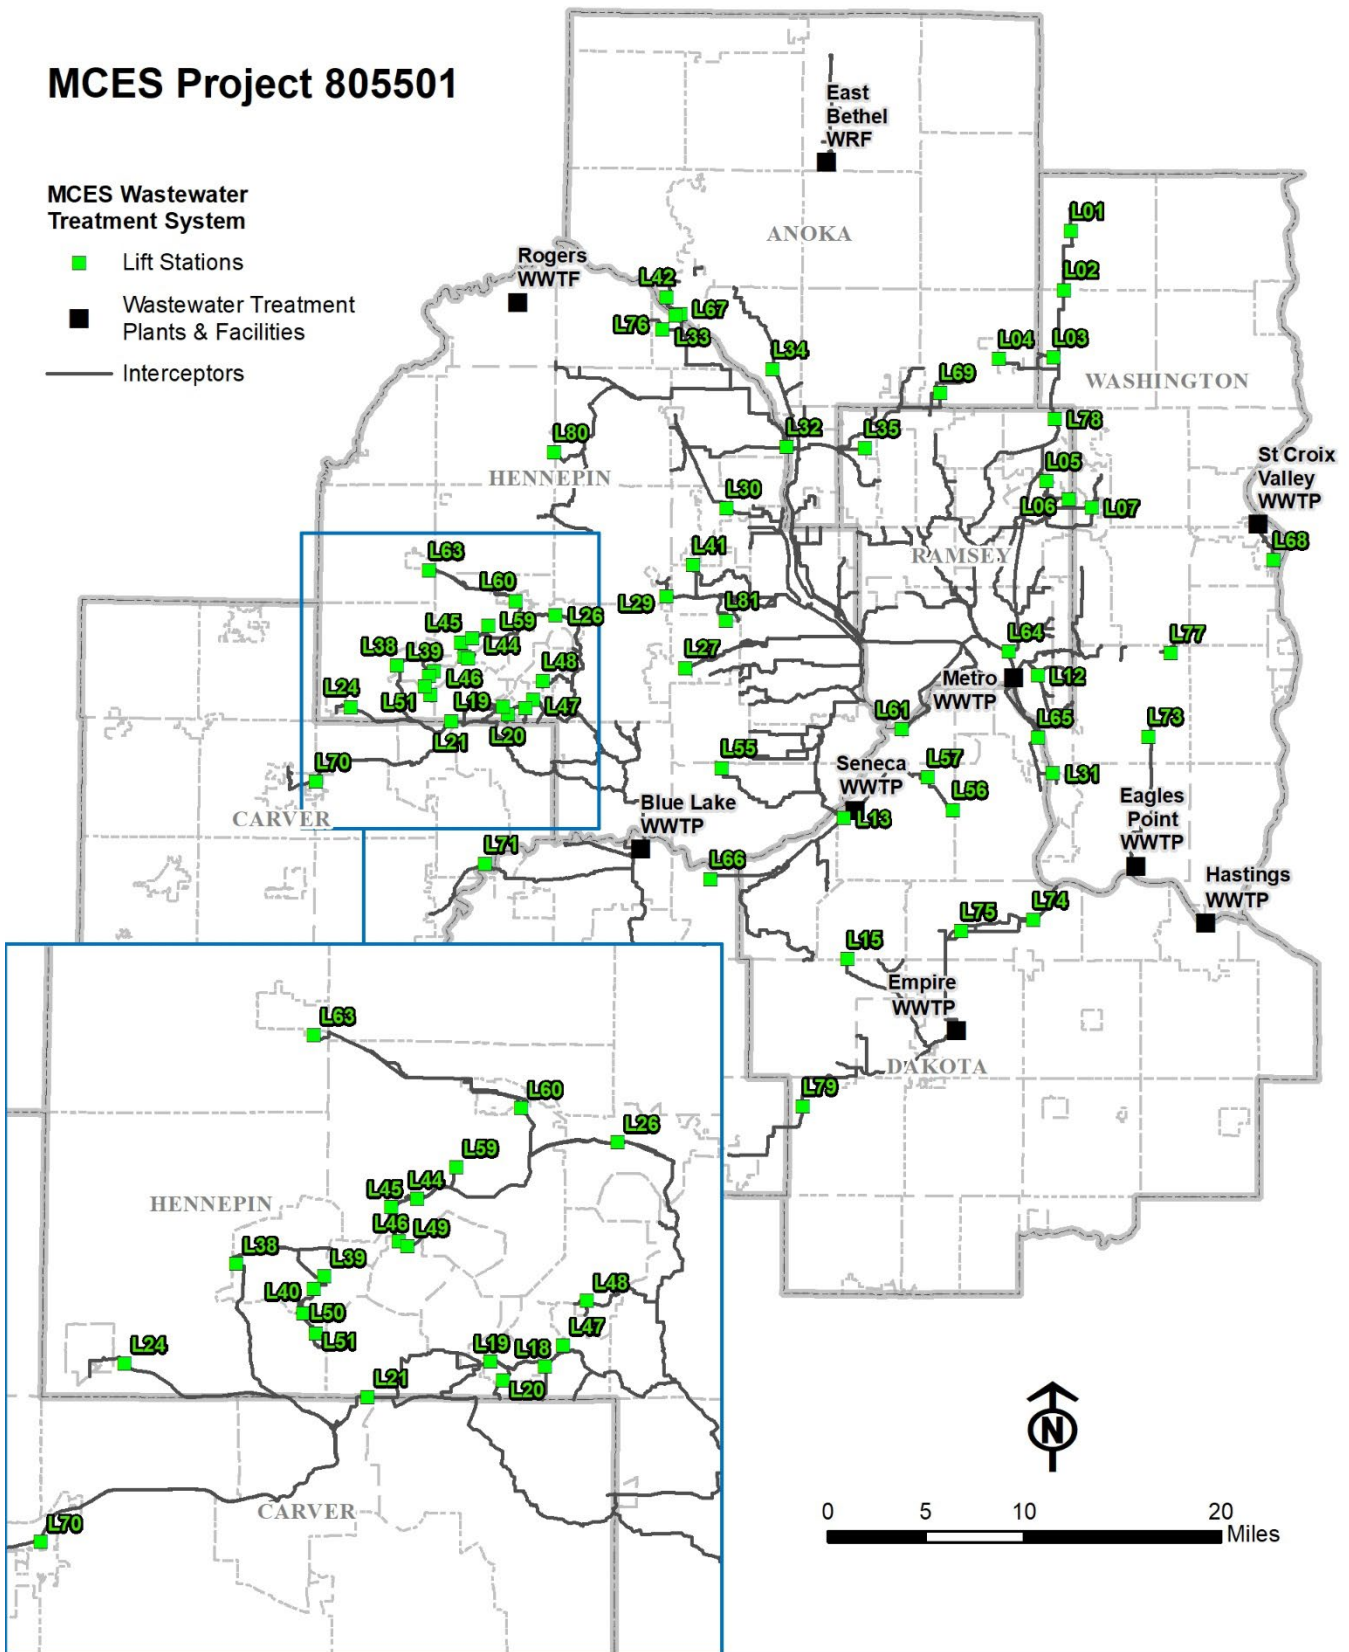 MCES Project 805501
MCES Wastewater
Treatment System
Lift Stations
Wastewater Treatment
Plants & Facilities
Interceptors
East
Bethel
WRF
ANOKA
L01
Rogers
WWTF
L02
L42
L67
L76
L33
L34
L04
L03
WASHINGTON
L69
L80
L32
L35
L78
HENNEPIN
L05
St Croix
Valley
WWTP
L30
L06
L07
L63
L41
RAMSEY
L68
L60
L29
L81
L45
L59
L26
L44
L64
L77
L38
L39
L27
L48
Metro
WWTP
L12
L24
L46
L51
L19
L47
L61
L73
L21
L20
L65
L70
L55
Seneca
WWTP
L57
L31
CARVER
Blue Lake
WWTP
L56
Eagles
Point
WWTP
L13
L71
L66
Hastings
WWTP
L75
L74
L15
Empire
WWTP
DAKOTA
L79
L63
L60
L26
L59
L45
L44
HENNEPIN
L46
L49
L38
L39
L40
L48
L50
L51
L47
L24
L19
L18
L21
L20
CARVER
L70
N
0 5 10 20
Miles